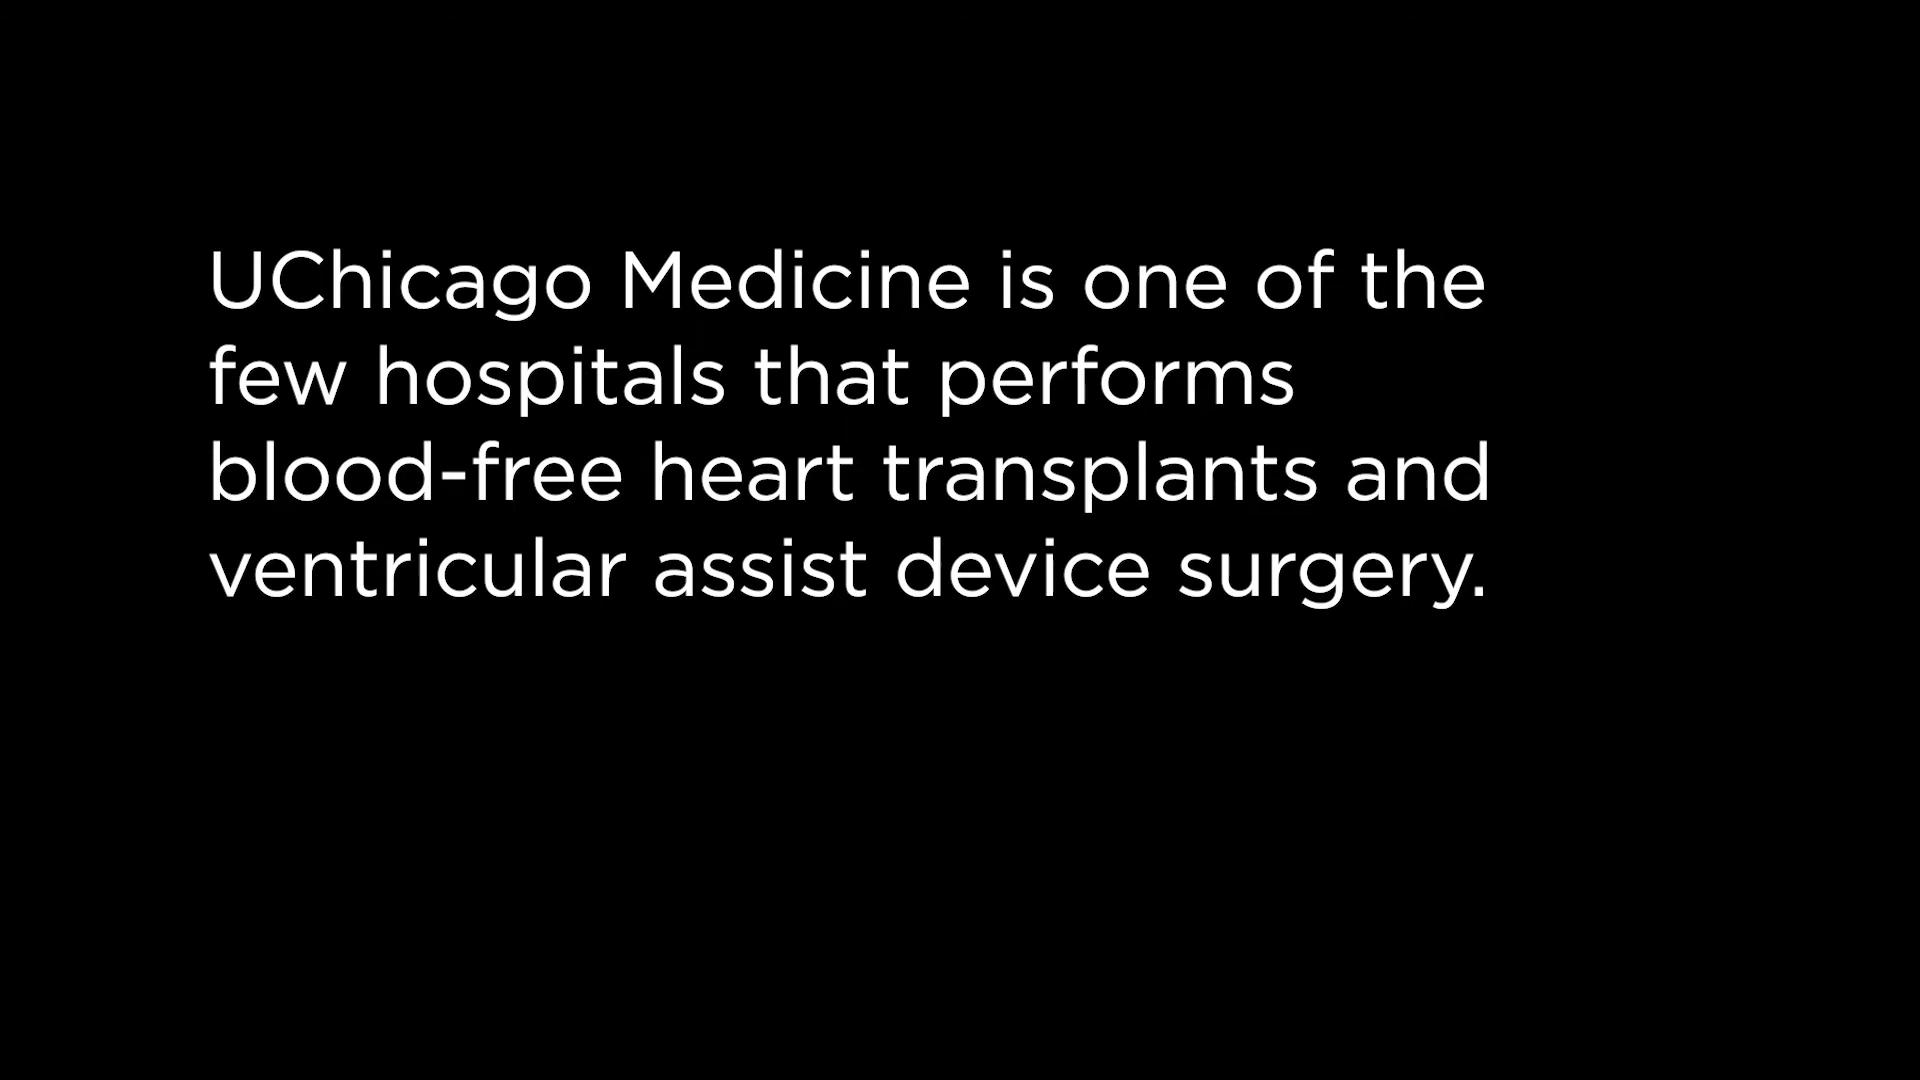 UChicago Medicine is one of the
few hospitals that performs
blood-free heart transplants and
ventricular assist device surgery.